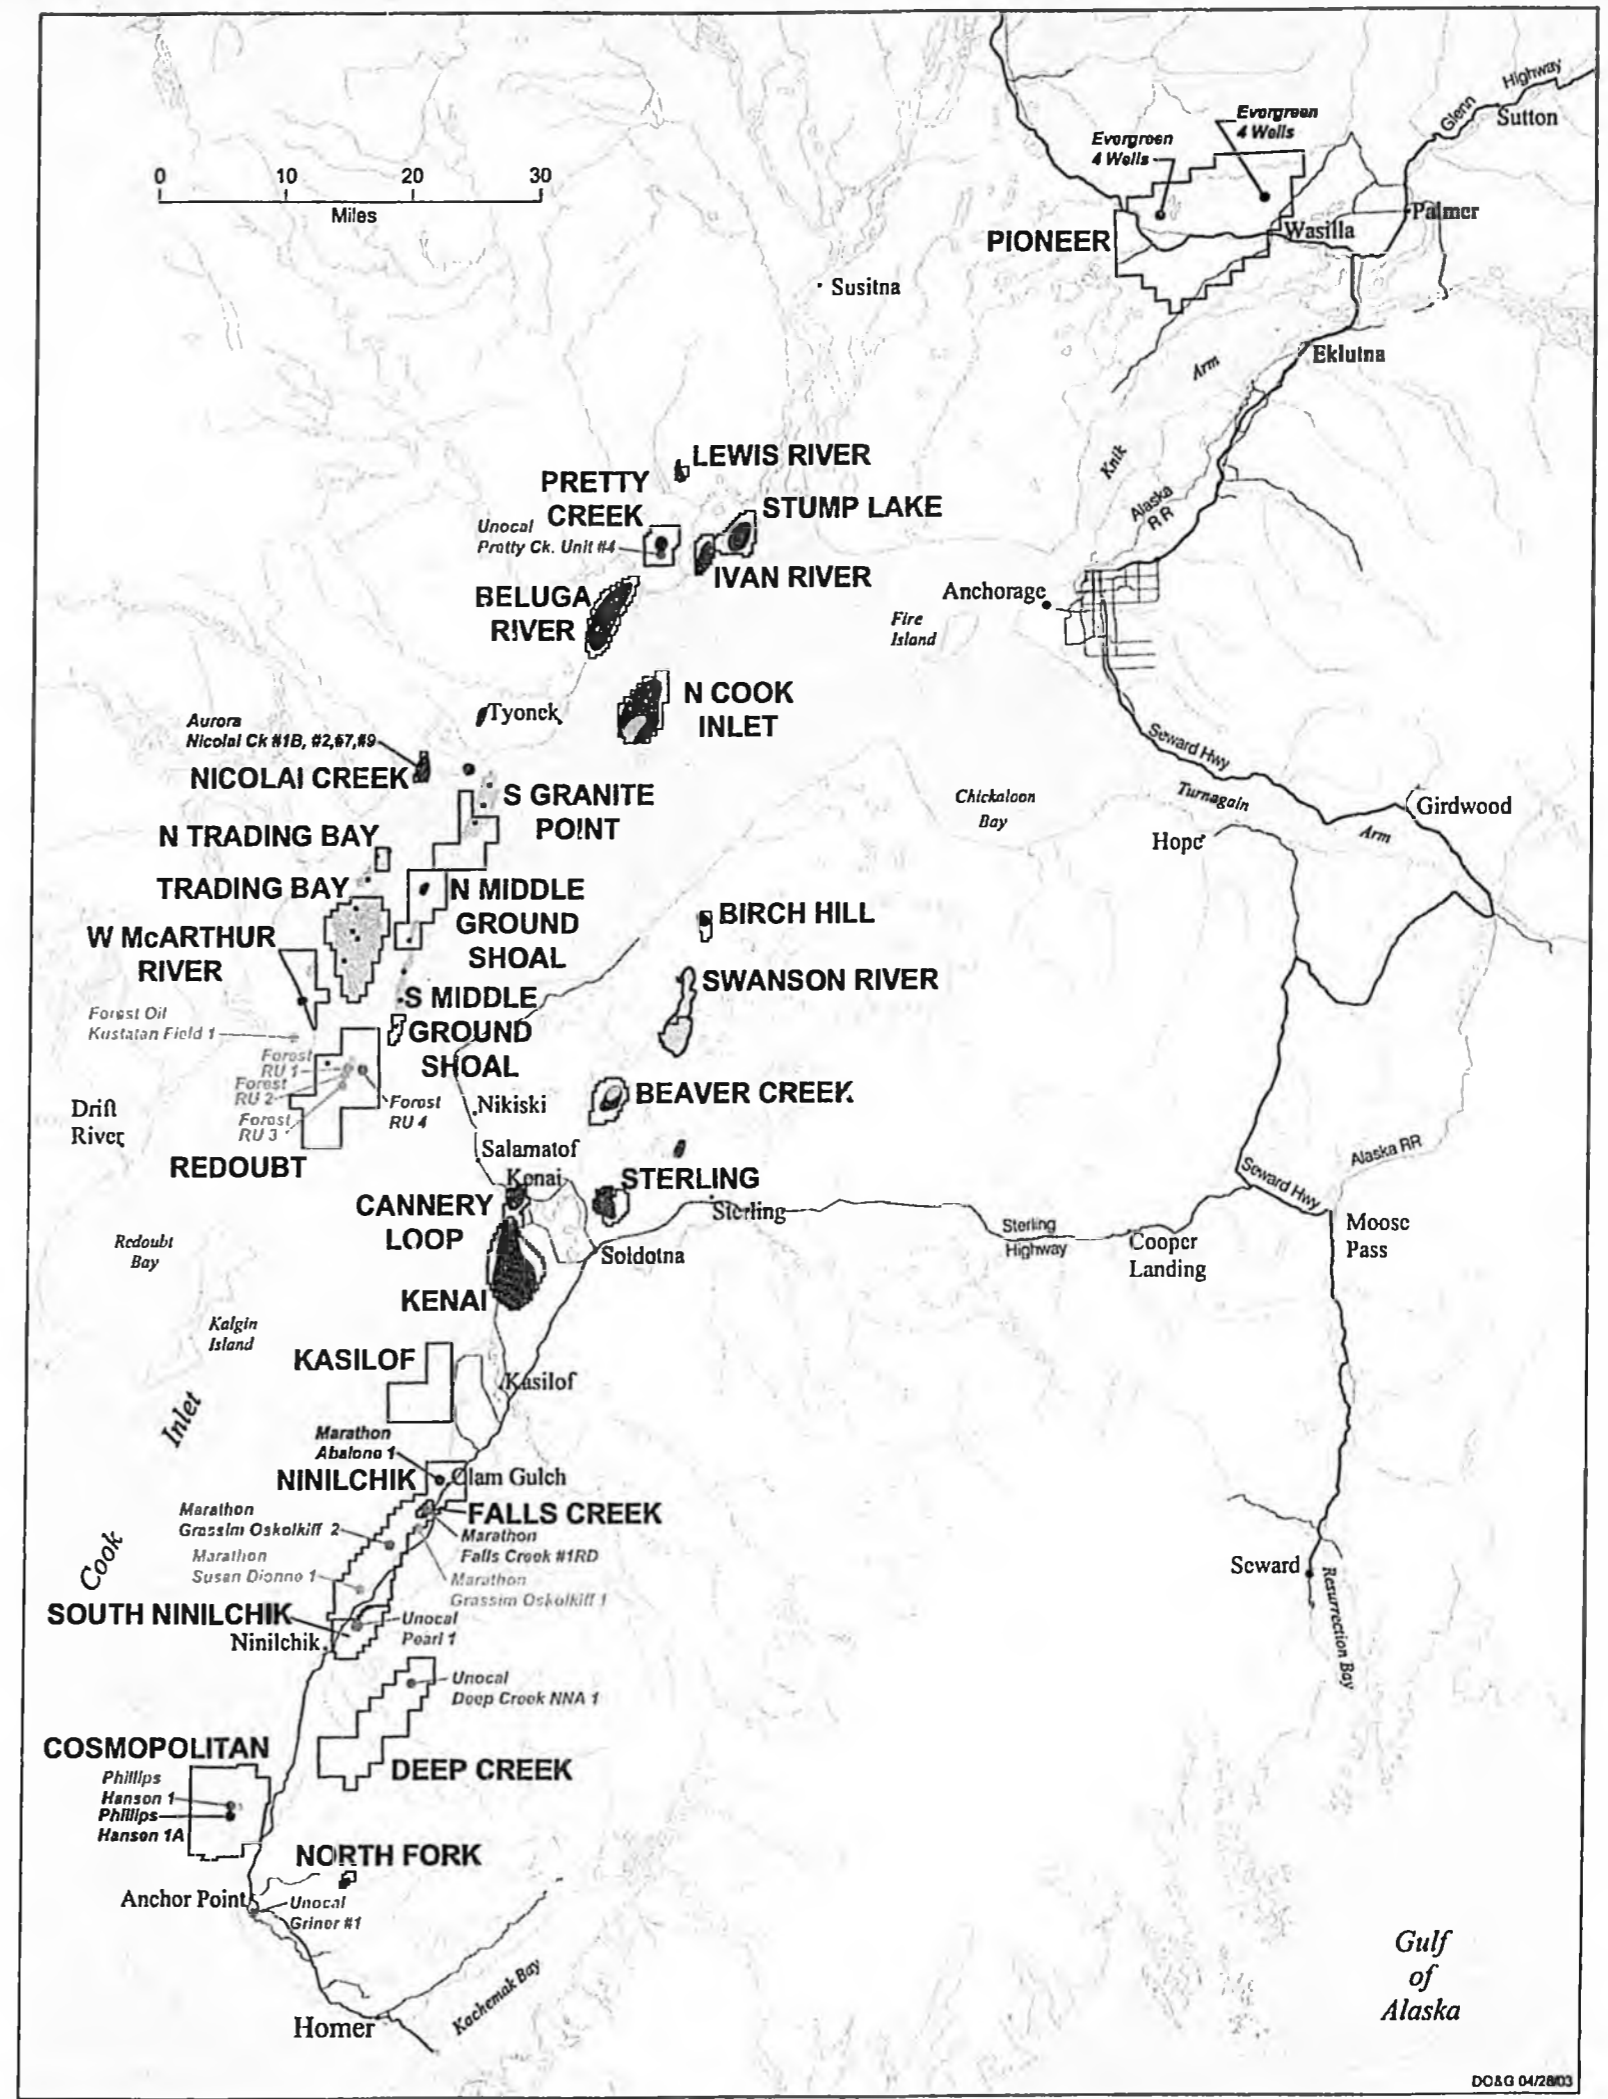 Glenn Highway
Sutton
Evergreen
4 Wells
Evergreen
4 Wells
0 10 20 30
Miles
Palmer
Wasilla
PIONEER
Susitna
Eklutna
Arm
Knik
Alaska
RR
LEWIS RIVER
PRETTY
CREEK
STUMP LAKE
Unocal
Pretty Ck. Unit #4
IVAN RIVER
BELUGA
RIVER
Anchorage
Fire
Island
N COOK
INLET
Tyonek
Aurora
Nicolai Ck #1B, #2,#7,#9
NICOLAI CREEK
Seward Hwy
S GRANITE
POINT
Chickaloon
Bay
Turnagain
Arm
Girdwood
Hope
N TRADING BAY
TRADING BAY
N MIDDLE
GROUND
SHOAL
BIRCH HILL
W McARTHUR
RIVER
SWANSON RIVER
S MIDDLE
GROUND
SHOAL
Forest Oil
Kustatan Field 1
Forest
RU 1
Forest
RU 2
Forest
RU 3
Forest
RU 4
BEAVER CREEK
Drift
River
Nikiski
REDOUBT
Salamatof
Kenai
Alaska RR
STERLING
Sterling
Seward Hwy
CANNERY
LOOP
Sterling
Highway
Cooper
Landing
Moose
Pass
Soldotna
Redoubt
Bay
KENAI
Kalgin
Island
KASILOF
Kasilof
Cook Inlet
Marathon
Abalone 1
NINILCHIK
Clam Gulch
FALLS CREEK
Marathon
Grassim Oskolkiff 2
Marathon
Falls Creek #1RD
Marathon
Susan Dionne 1
Marathon
Grassim Oskolkiff 1
Seward
Resurrection Bay
SOUTH NINILCHIK
Unocal
Pearl 1
Ninilchik
Unocal
Deep Creek NNA 1
COSMOPOLITAN
DEEP CREEK
Phillips
Hanson 1
Phillips
Hanson 1A
NORTH FORK
Anchor Point
Unocal
Griner #1
Kachemak Bay
Homer
Gulf
of
Alaska
DO&G 04/28/03